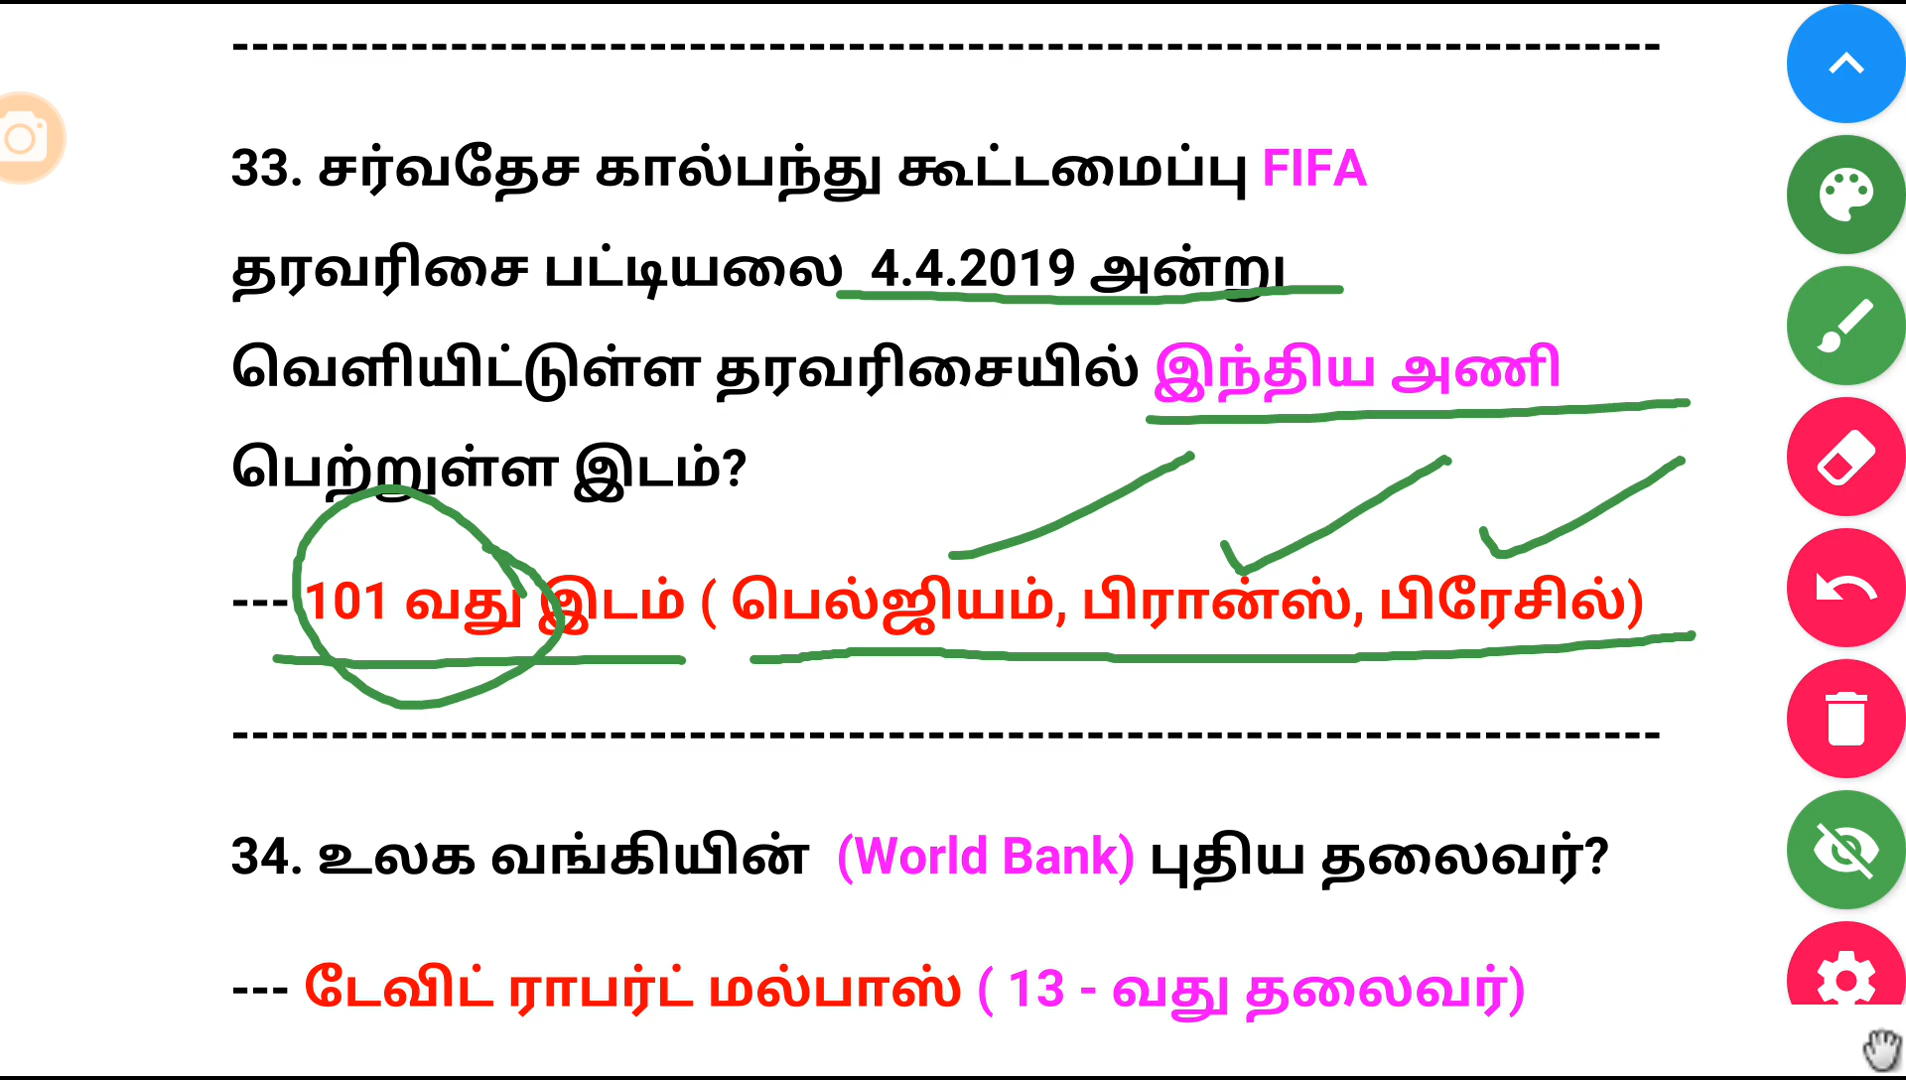 --------------------------------------------------------------------------
33. சர்வதேச கால்பந்து கூட்டமைப்பு FIFA
தரவரிசை பட்டியலை 4.4.2019 அன்று
வெளியிட்டுள்ள தரவரிசையில் இந்திய அணி
பெற்றுள்ள இடம்?
--- 101 வது இடம் ( பெல்ஜியம், பிரான்ஸ், பிரேசில்)
--------------------------------------------------------------------------
34. உலக வங்கியின் (World Bank) புதிய தலைவர்?
--- டேவிட் ராபர்ட் மல்பாஸ் ( 13 - வது தலைவர்)